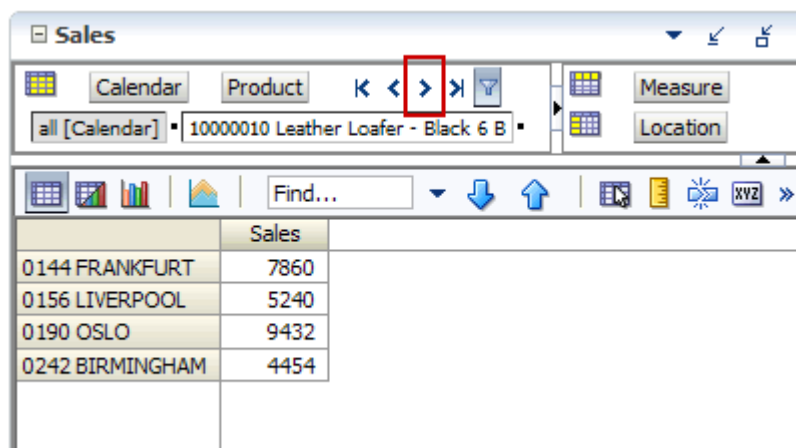 Sales
Calendar Product Measure
all [Calendar] 10000010 Leather Loafer - Black 6 B Location
Find... XYZ
Sales
0144 FRANKFURT 7860
0156 LIVERPOOL 5240
0190 OSLO 9432
0242 BIRMINGHAM 4454